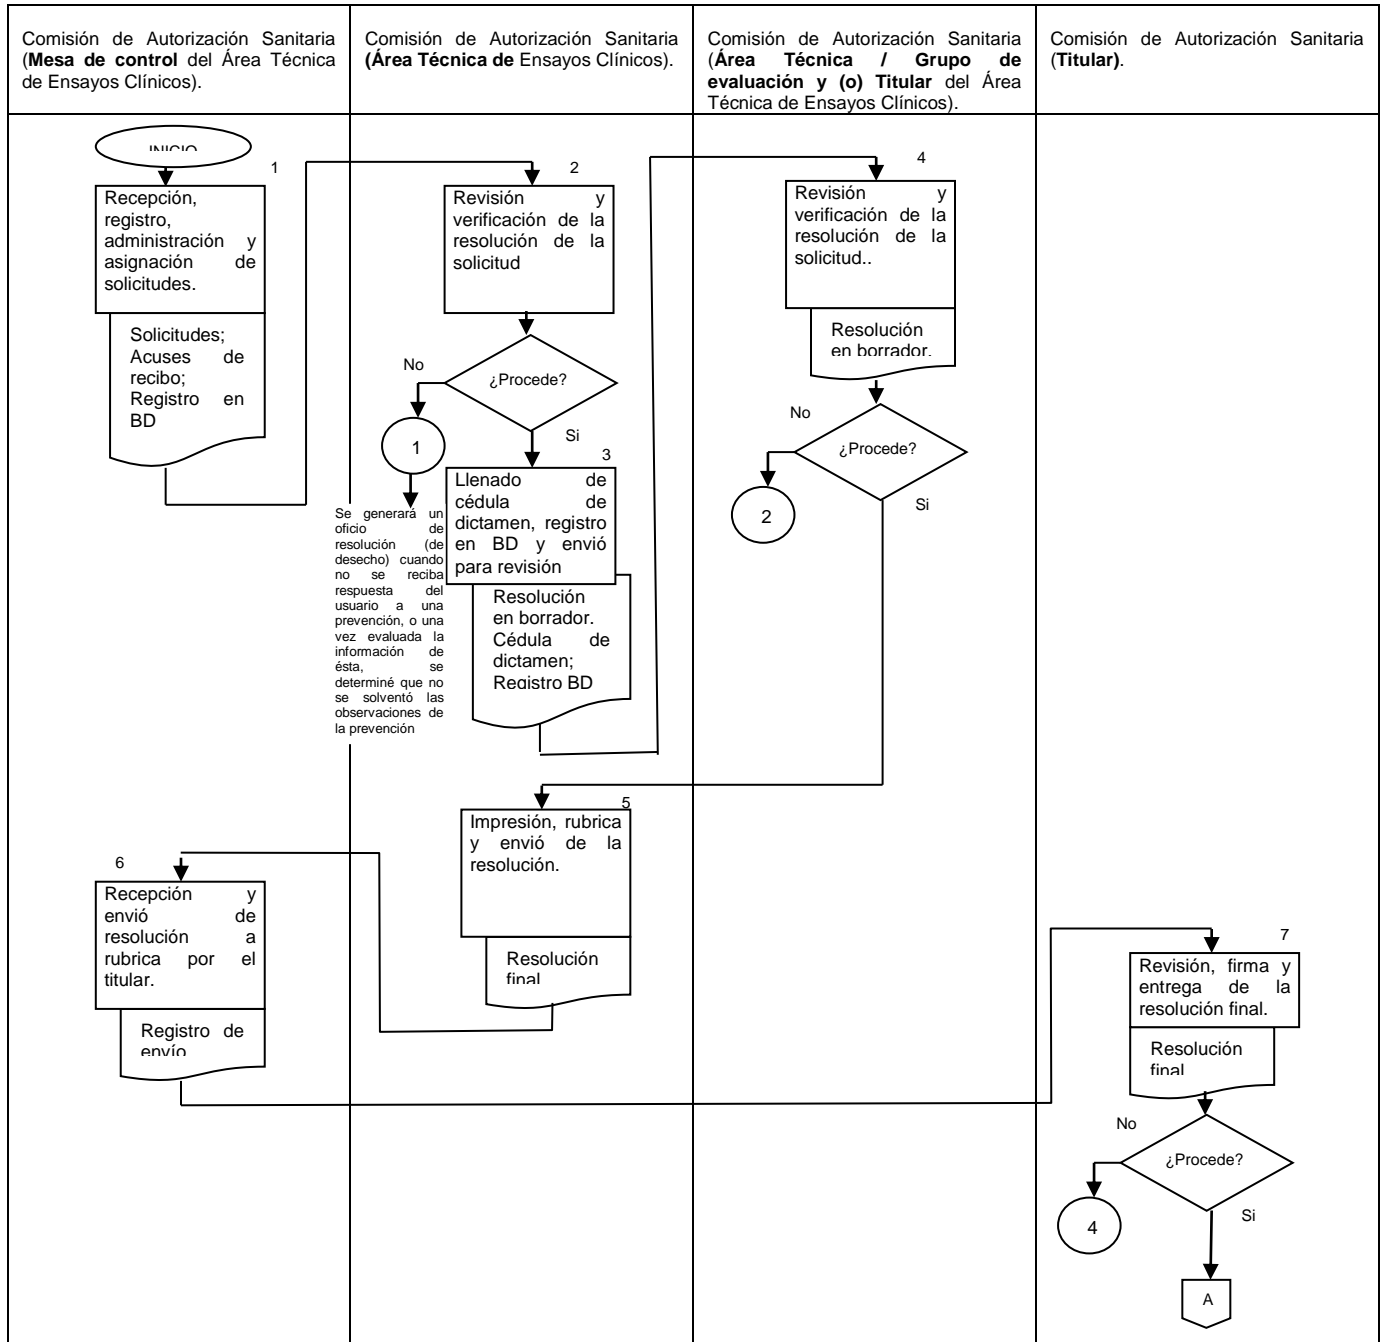 Comisión de Autorización Sanitaria
(Mesa de control del Área Técnica
de Ensayos Clínicos).
Comisión de Autorización Sanitaria
(Área Técnica de Ensayos Clínicos).
Comisión de Autorización Sanitaria
(Área Técnica / Grupo de
evaluación y (o) Titular del Área
Técnica de Ensayos Clínicos).
Comisión de Autorización Sanitaria
(Titular).
INICIO
1
Recepción,
registro,
administración y
asignación de
solicitudes.
Solicitudes;
Acuses de
recibo;
Registro en
BD
2
Revisión y
verificación de la
resolución de la
solicitud
¿Procede?
No
Si
1
Se generará un
oficio de
resolución (de
desecho) cuando
no se reciba
respuesta del
usuario a una
prevención, o una
vez evaluada la
información de
ésta, se
determiné que no
se solventó las
observaciones de
la prevención
3
Llenado de
cédula de
dictamen, registro
en BD y envió
para revisión
Resolución
en borrador.
Cédula de
dictamen;
Registro BD
4
Revisión y
verificación de la
resolución de la
solicitud..
Resolución
en borrador.
¿Procede?
No
Si
2
5
Impresión, rubrica
y envió de la
resolución.
Resolución
final
6
Recepción y
envió de
resolución a
rubrica por el
titular.
Registro de
envío
7
Revisión, firma y
entrega de la
resolución final.
Resolución
final
¿Procede?
No
Si
4
A